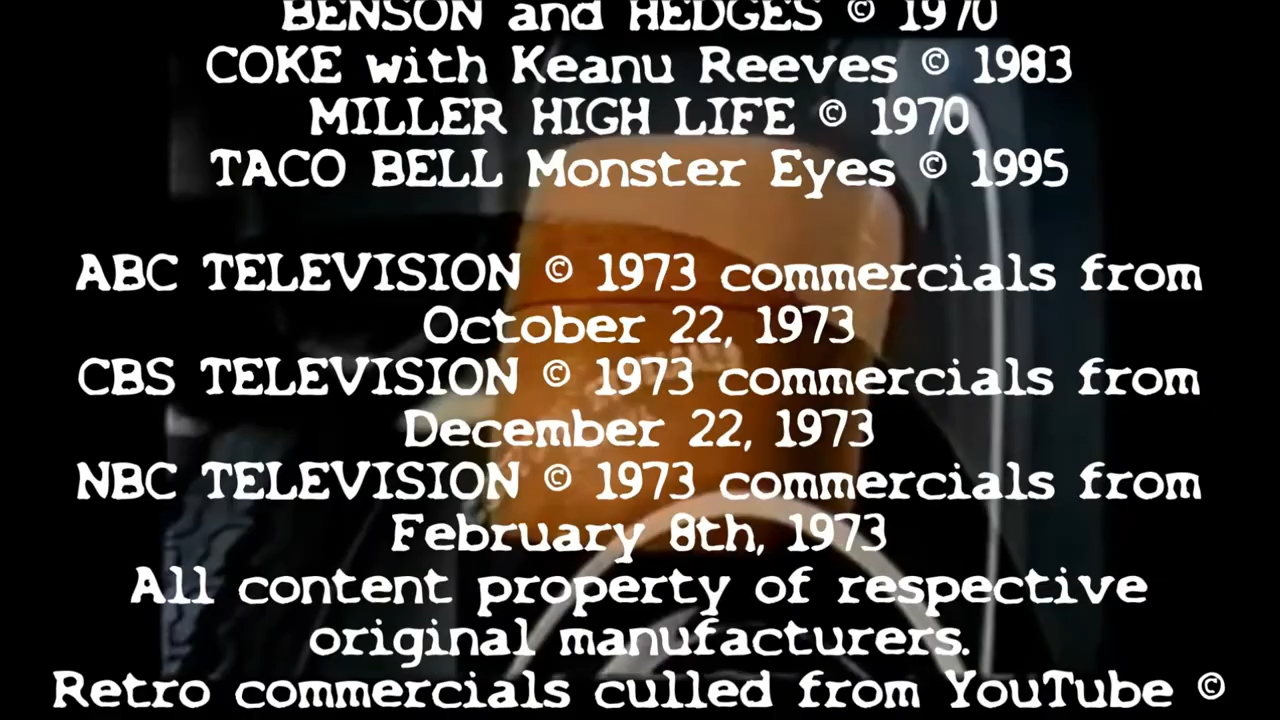 BENSON and HEDGES © 1970
COKE with Keanu Reeves © 1983
MILLER HIGH LIFE © 1970
TACO BELL Monster Eyes © 1995
ABC TELEVISION © 1973 commercials from
October 22, 1973
CBS TELEVISION © 1973 commercials from
December 22, 1973
NBC TELEVISION © 1973 commercials from
February 8th, 1973
All content property of respective
original manufacturers.
Retro commercials culled from YouTube ©